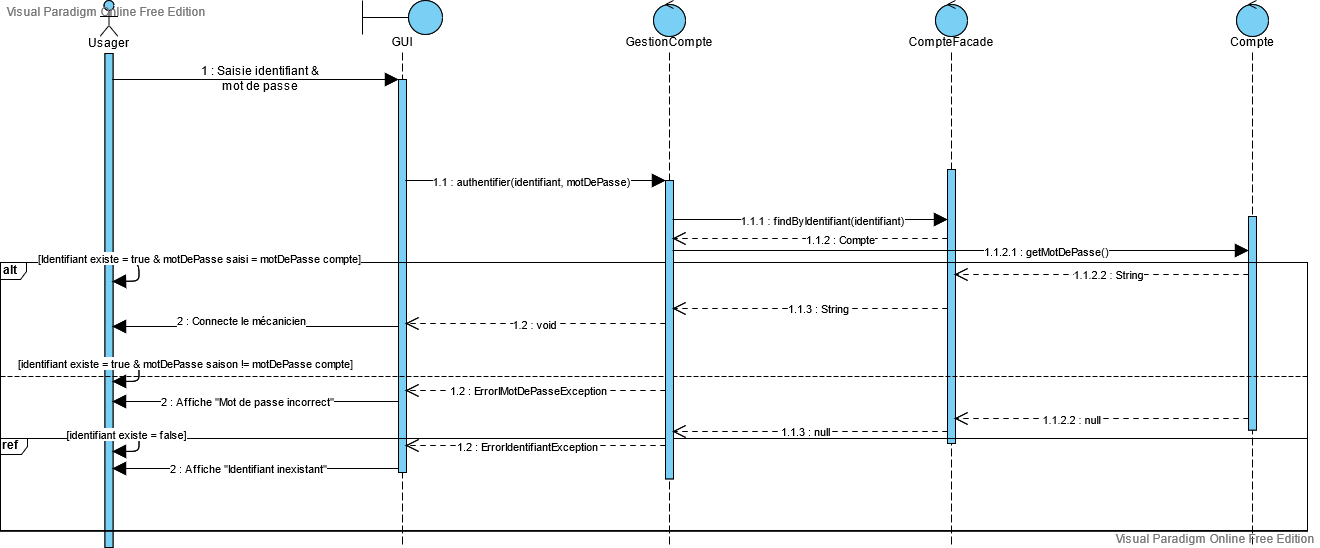 Visual Paradigm Online Free Edition
Usager
GUI
GestionCompte
CompteFacade
Compte
1 : Saisie identifiant &
mot de passe
1.1 : authentifier(identifiant, motDePasse)
1.1.1 : findByIdentifiant(identifiant)
1.1.2 : Compte
1.1.2.1 : getMotDePasse()
[Identifiant existe = true & motDePasse saisi = motDePasse compte]
alt
1.1.2.2 : String
1.1.3 : String
2 : Connecte le mécanicien
1.2 : void
[identifiant existe = true & motDePasse saison != motDePasse compte]
1.2 : ErrorlMotDePasseException
2 : Affiche "Mot de passe incorrect"
1.1.2.2 : null
1.1.3 : null
[identifiant existe = false]
ref
1.2 : ErrorIdentifiantException
2 : Affiche "Identifiant inexistant"
Visual Paradigm Online Free Edition